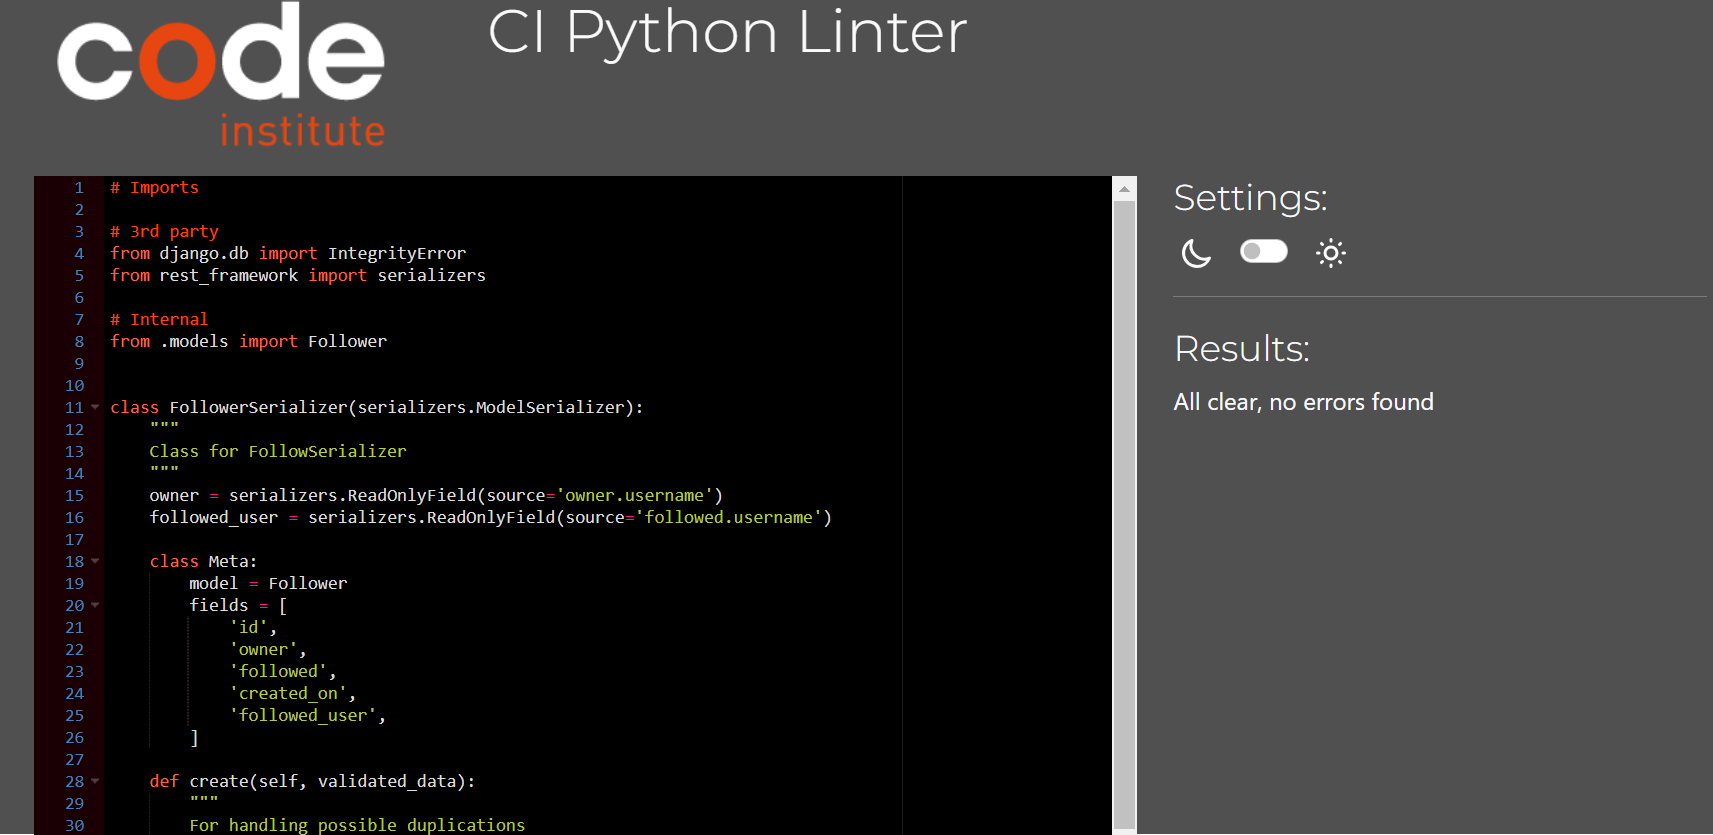 code
institute
CI Python Linter
1 # Imports
2
3 # 3rd party
4 from django.db import IntegrityError
5 from rest_framework import serializers
6
7 # Internal
8 from .models import Follower
9
10
11 class FollowerSerializer(serializers.ModelSerializer):
12     """
13     Class for FollowSerializer
14     """
15     owner = serializers.ReadOnlyField(source='owner.username')
16     followed_user = serializers.ReadOnlyField(source='followed.username')
17
18     class Meta:
19         model = Follower
20         fields = [
21             'id',
22             'owner',
23             'followed',
24             'created_on',
25             'followed_user',
26         ]
27
28     def create(self, validated_data):
29         """
30         For handling possible duplications
Settings:
Results:
All clear, no errors found